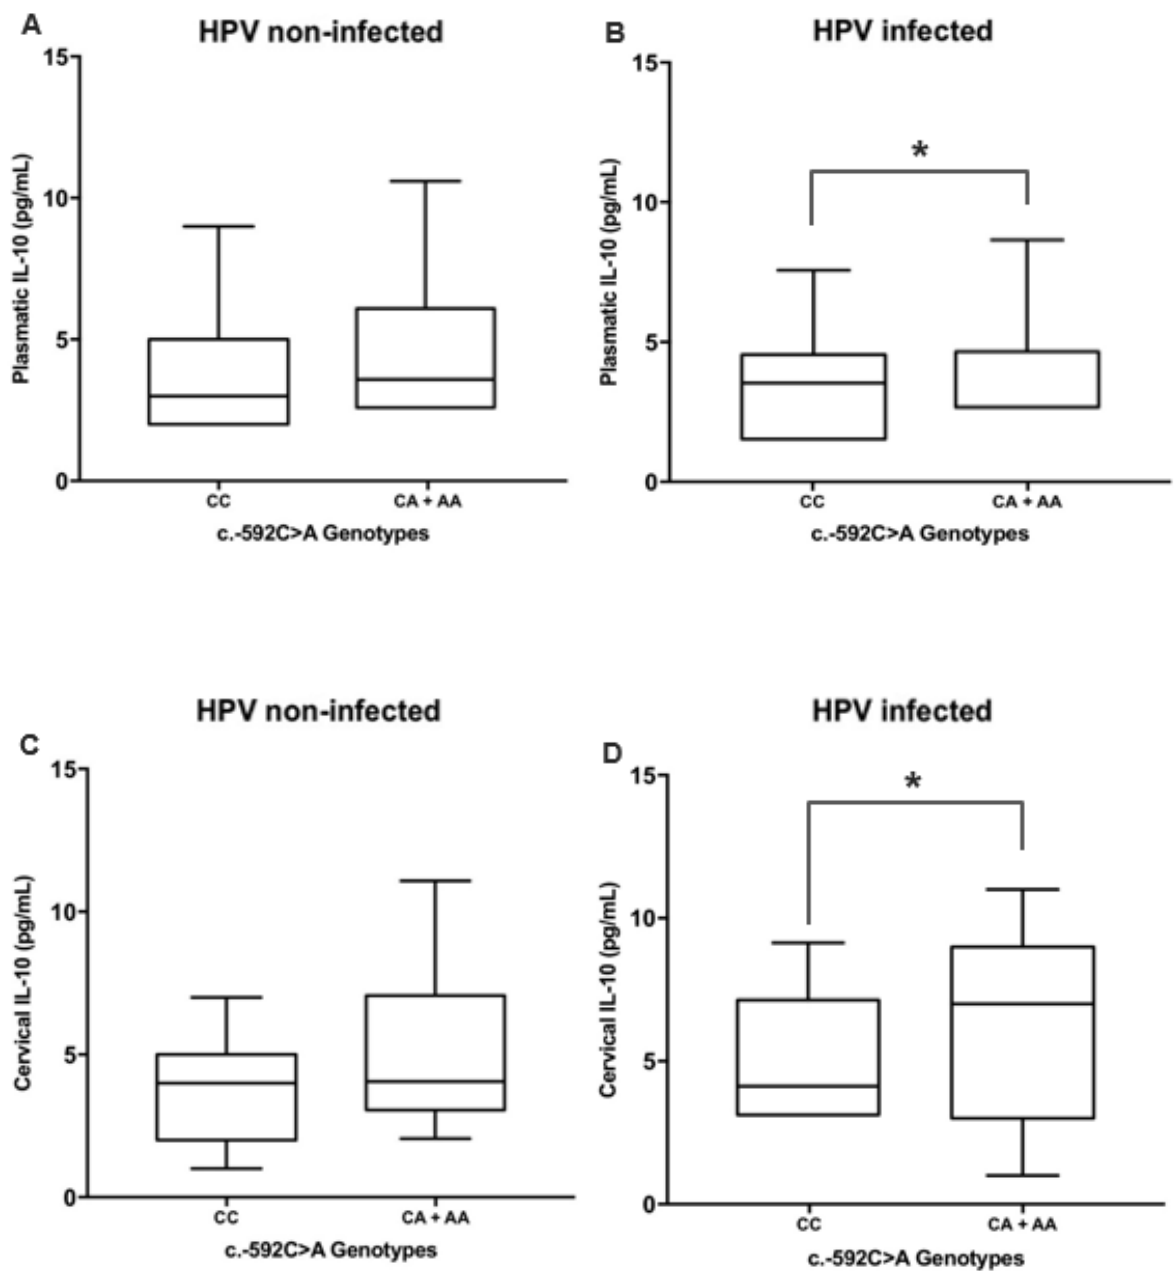 A
HPV non-infected
15
10
5
0
Plasmatic IL-10 (pg/mL)
CC
CA + AA
c.-592C>A Genotypes
B
HPV infected
15
10
5
0
Plasmatic IL-10 (pg/mL)
*
CC
CA + AA
c.-592C>A Genotypes
C
HPV non-infected
15
10
5
0
Cervical IL-10 (pg/mL)
CC
CA + AA
c.-592C>A Genotypes
D
HPV infected
15
10
5
0
Cervical IL-10 (pg/mL)
*
CC
CA + AA
c.-592C>A Genotypes